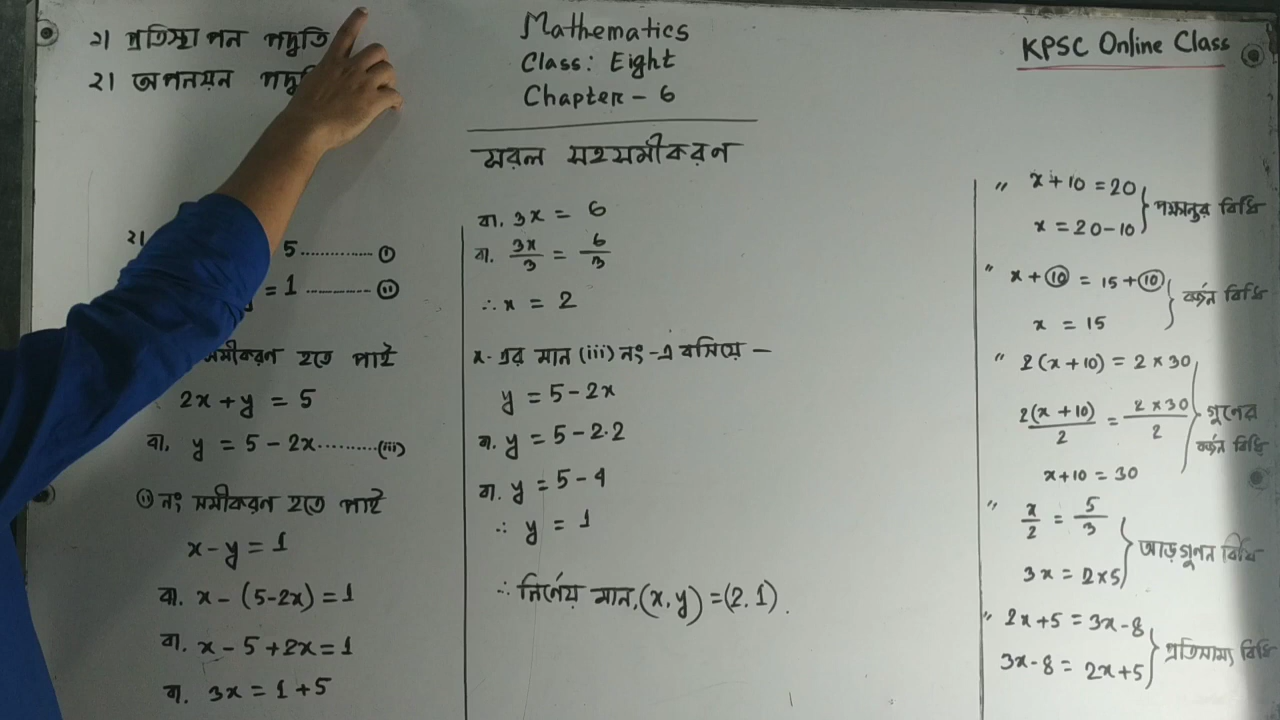 Mathematics
Class: Eight
Chapter - 6
KPSC Online Class
১। প্রতিস্থাপন পদ্ধতি
২। অপনয়ন
সরল সহসমীকরণ
২।
5 .............. (i)
= 1 ............ (ii)
সমীকরণ হতে পাই
2x + y = 5
বা, y = 5 - 2x .........(iii)
(ii) নং সমীকরণ হতে পাই
x - y = 1
বা, x - (5-2x) = 1
বা, x - 5 + 2x = 1
বা, 3x = 1 + 5
বা, 3x = 6
বা, 3x/3 = 6/3
∴ x = 2
x - এর মান (iii) নং -এ বসিয়ে —
y = 5 - 2x
বা, y = 5 - 2.2
বা, y = 5 - 4
∴ y = 1
∴ নির্ণেয় মান, (x, y) = (2, 1).
" x + 10 = 20
x = 20 - 10 } পক্ষান্তর বিধি
" x + 10 = 15 + 10
x = 15 } বর্জন বিধি
" 2(x + 10) = 2 × 30
2(x + 10)/2 = 2 × 30/2
x + 10 = 30 } গুনের বর্জন বিধি
" x/2 = 5/3
3x = 2×5 } আড়গুনন বিধি
" 2x + 5 = 3x - 8
3x - 8 = 2x + 5 } প্রতিসাম্য বিধি